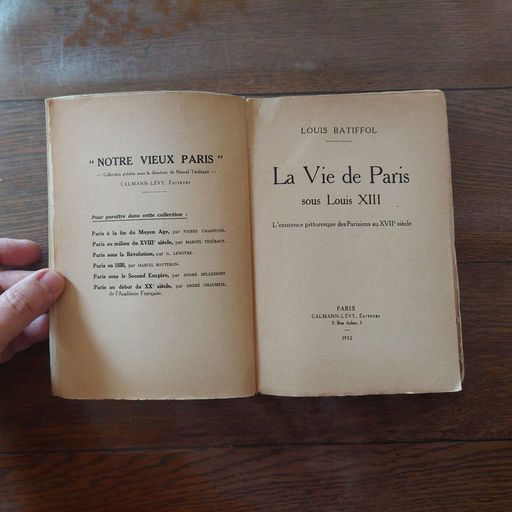 " NOTRE VIEUX PARIS "
— Collection publiée sous la direction de Marcel Thiébaut —
CALMANN-LÉVY, Éditeurs
Pour paraître dans cette collection :
Paris à la fin du Moyen Age, par PIERRE CHAMPION.
Paris au milieu du XVIIIe siècle, par MARCEL THIÉBAUT.
Paris sous la Révolution, par G. LENOTRE.
Paris en 1830, par MARCEL BOUTERON.
Paris sous le Second Empire, par ANDRÉ BELLESSORT.
Paris au début du XXe siècle, par ANDRÉ CHAUMEIX,
de l'Académie Française.
LOUIS BATIFFOL
La Vie de Paris
sous Louis XIII
L'existence pittoresque des Parisiens au XVIIe siècle
PARIS
CALMANN-LÉVY, Éditeurs
3, Rue Auber, 3
1932